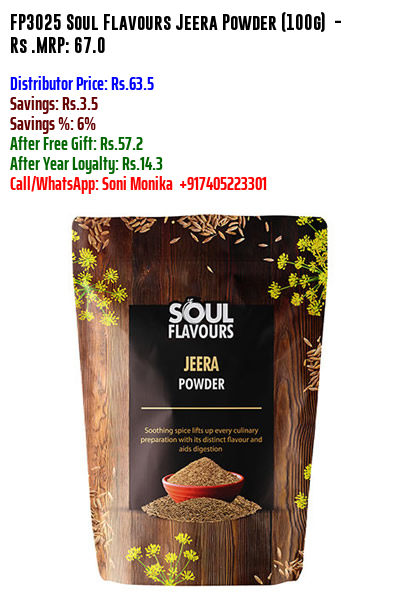 FP3025 Soul Flavours Jeera Powder (100g) -
Rs .MRP: 67.0
Distributor Price: Rs.63.5
Savings: Rs.3.5
Savings %: 6%
After Free Gift: Rs.57.2
After Year Loyalty: Rs.14.3
Call/WhatsApp: Soni Monika +917405223301
SOUL
FLAVOURS
JEERA
POWDER
Soothing spice lifts up every culinary
preparation with its distinct flavour and
aids digestion